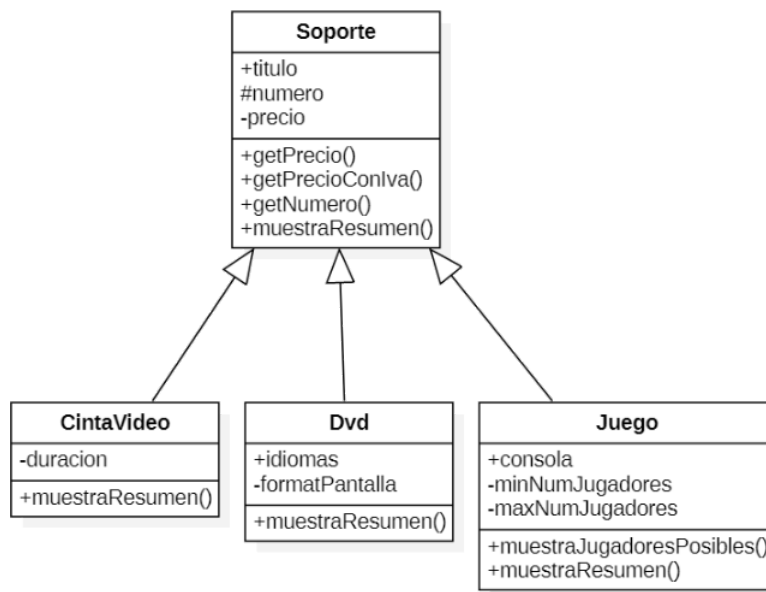 Soporte
+titulo
#numero
-precio
+getPrecio()
+getPrecioConIva()
+getNumero()
+muestraResumen()
CintaVideo
-duracion
+muestraResumen()
Dvd
+idiomas
-formatPantalla
+muestraResumen()
Juego
+consola
-minNumJugadores
-maxNumJugadores
+muestraJugadoresPosibles()
+muestraResumen()